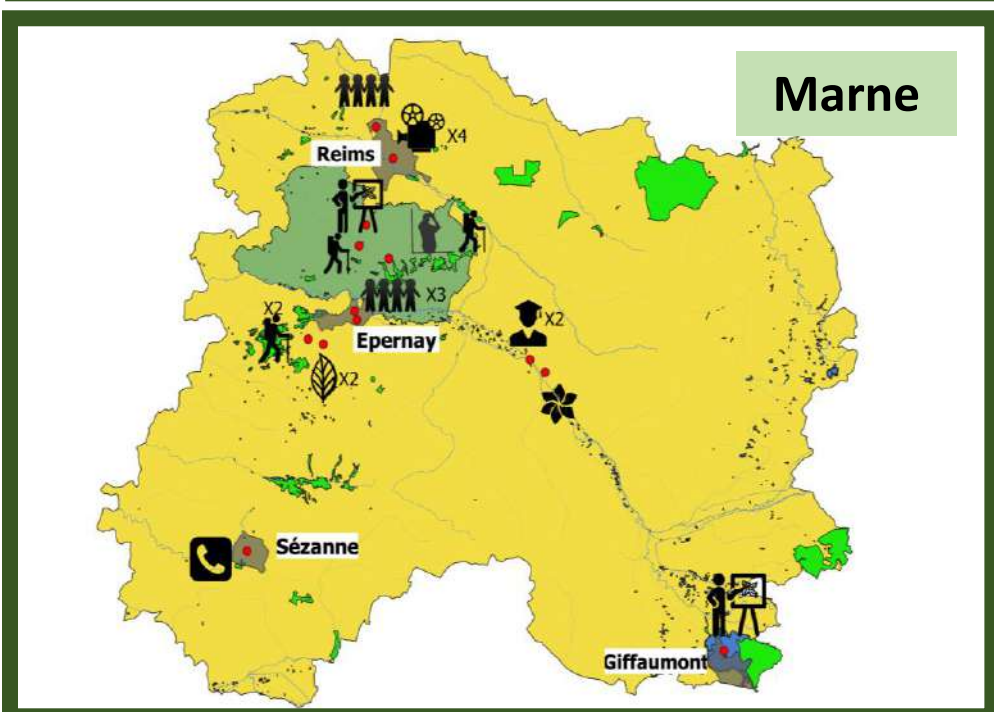 Marne
X4
Reims
X3
X2
X2
Epernay
X2
Sézanne
Giffaumont